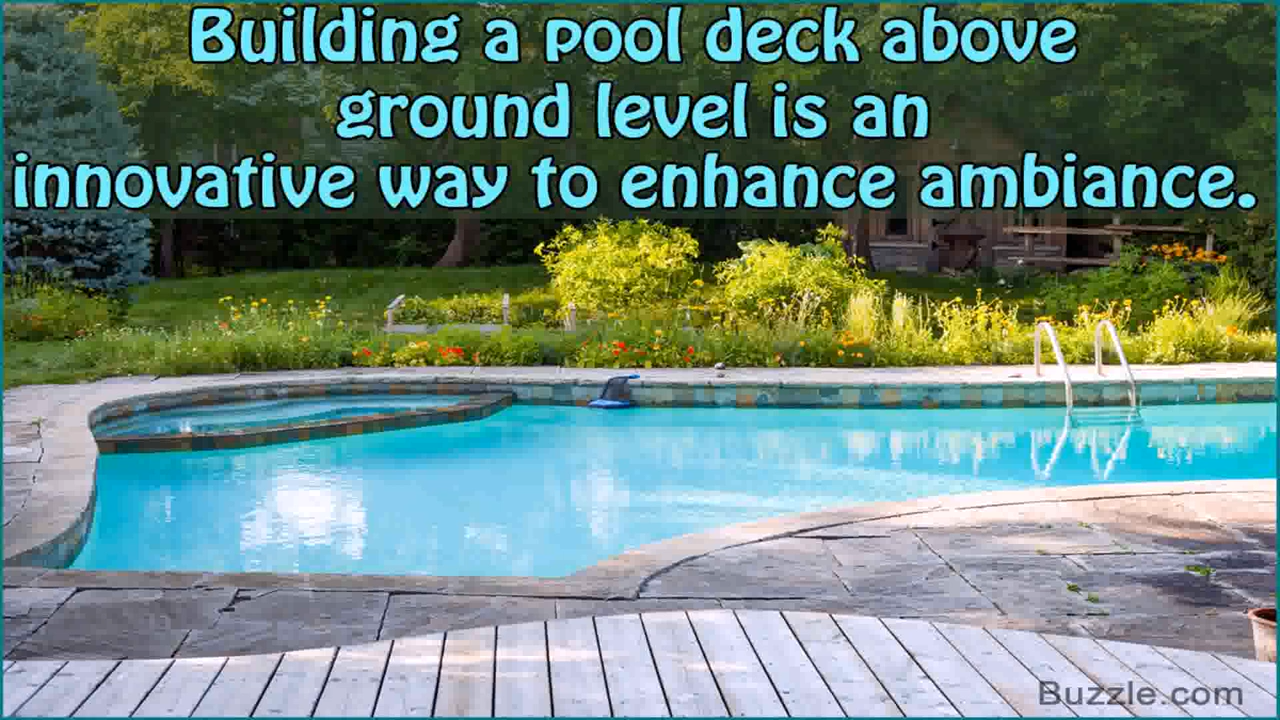 Building a pool deck above
ground level is an
innovative way to enhance ambiance.
Buzzle.com